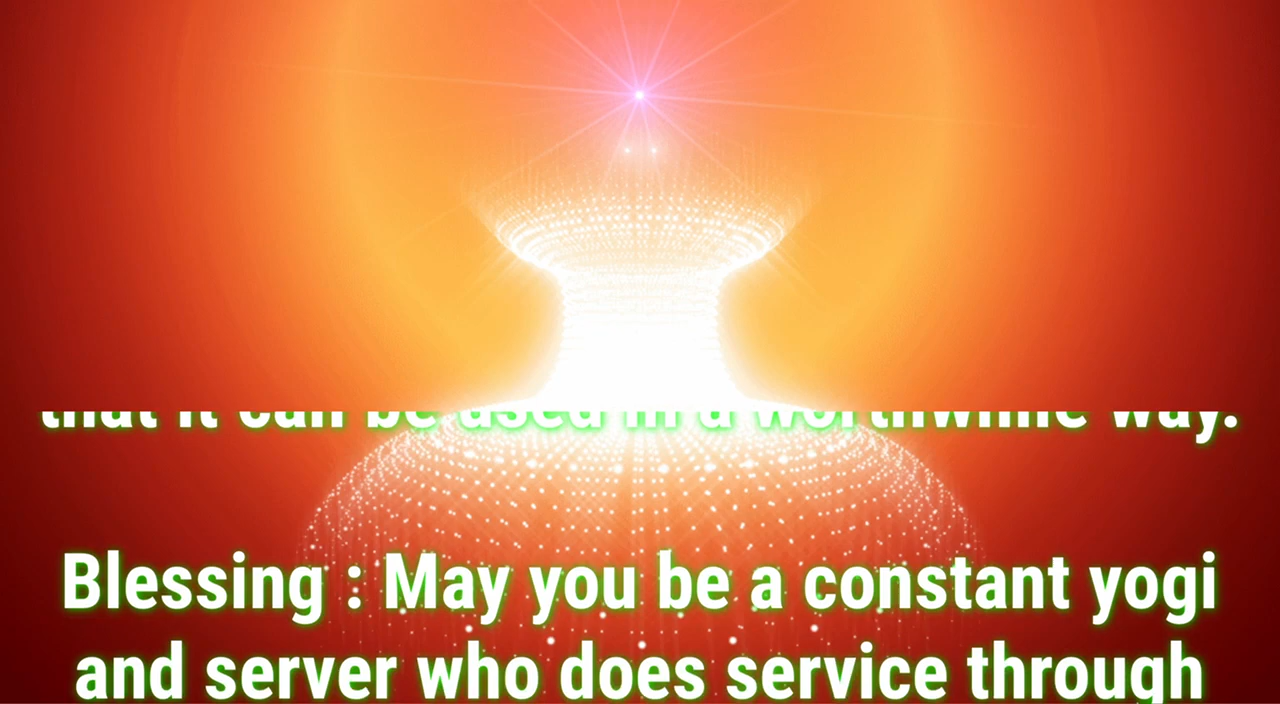 that it can be used in a worthwhile way.
Blessing : May you be a constant yogi
and server who does service through